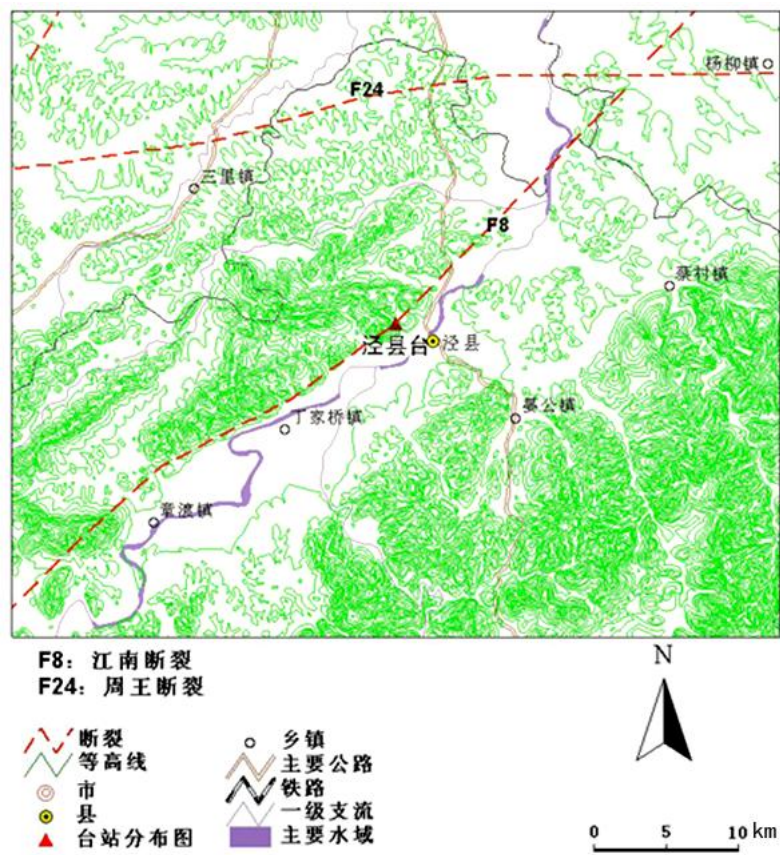 杨柳镇
F24
三里镇
F8
蔡村镇
泾县台
泾县
晏公镇
丁家桥镇
章渡镇
F8：江南断裂
F24：周王断裂
N
断裂
等高线
市
县
台站分布图
乡镇
主要公路
铁路
一级支流
主要水域
0 5 10 km